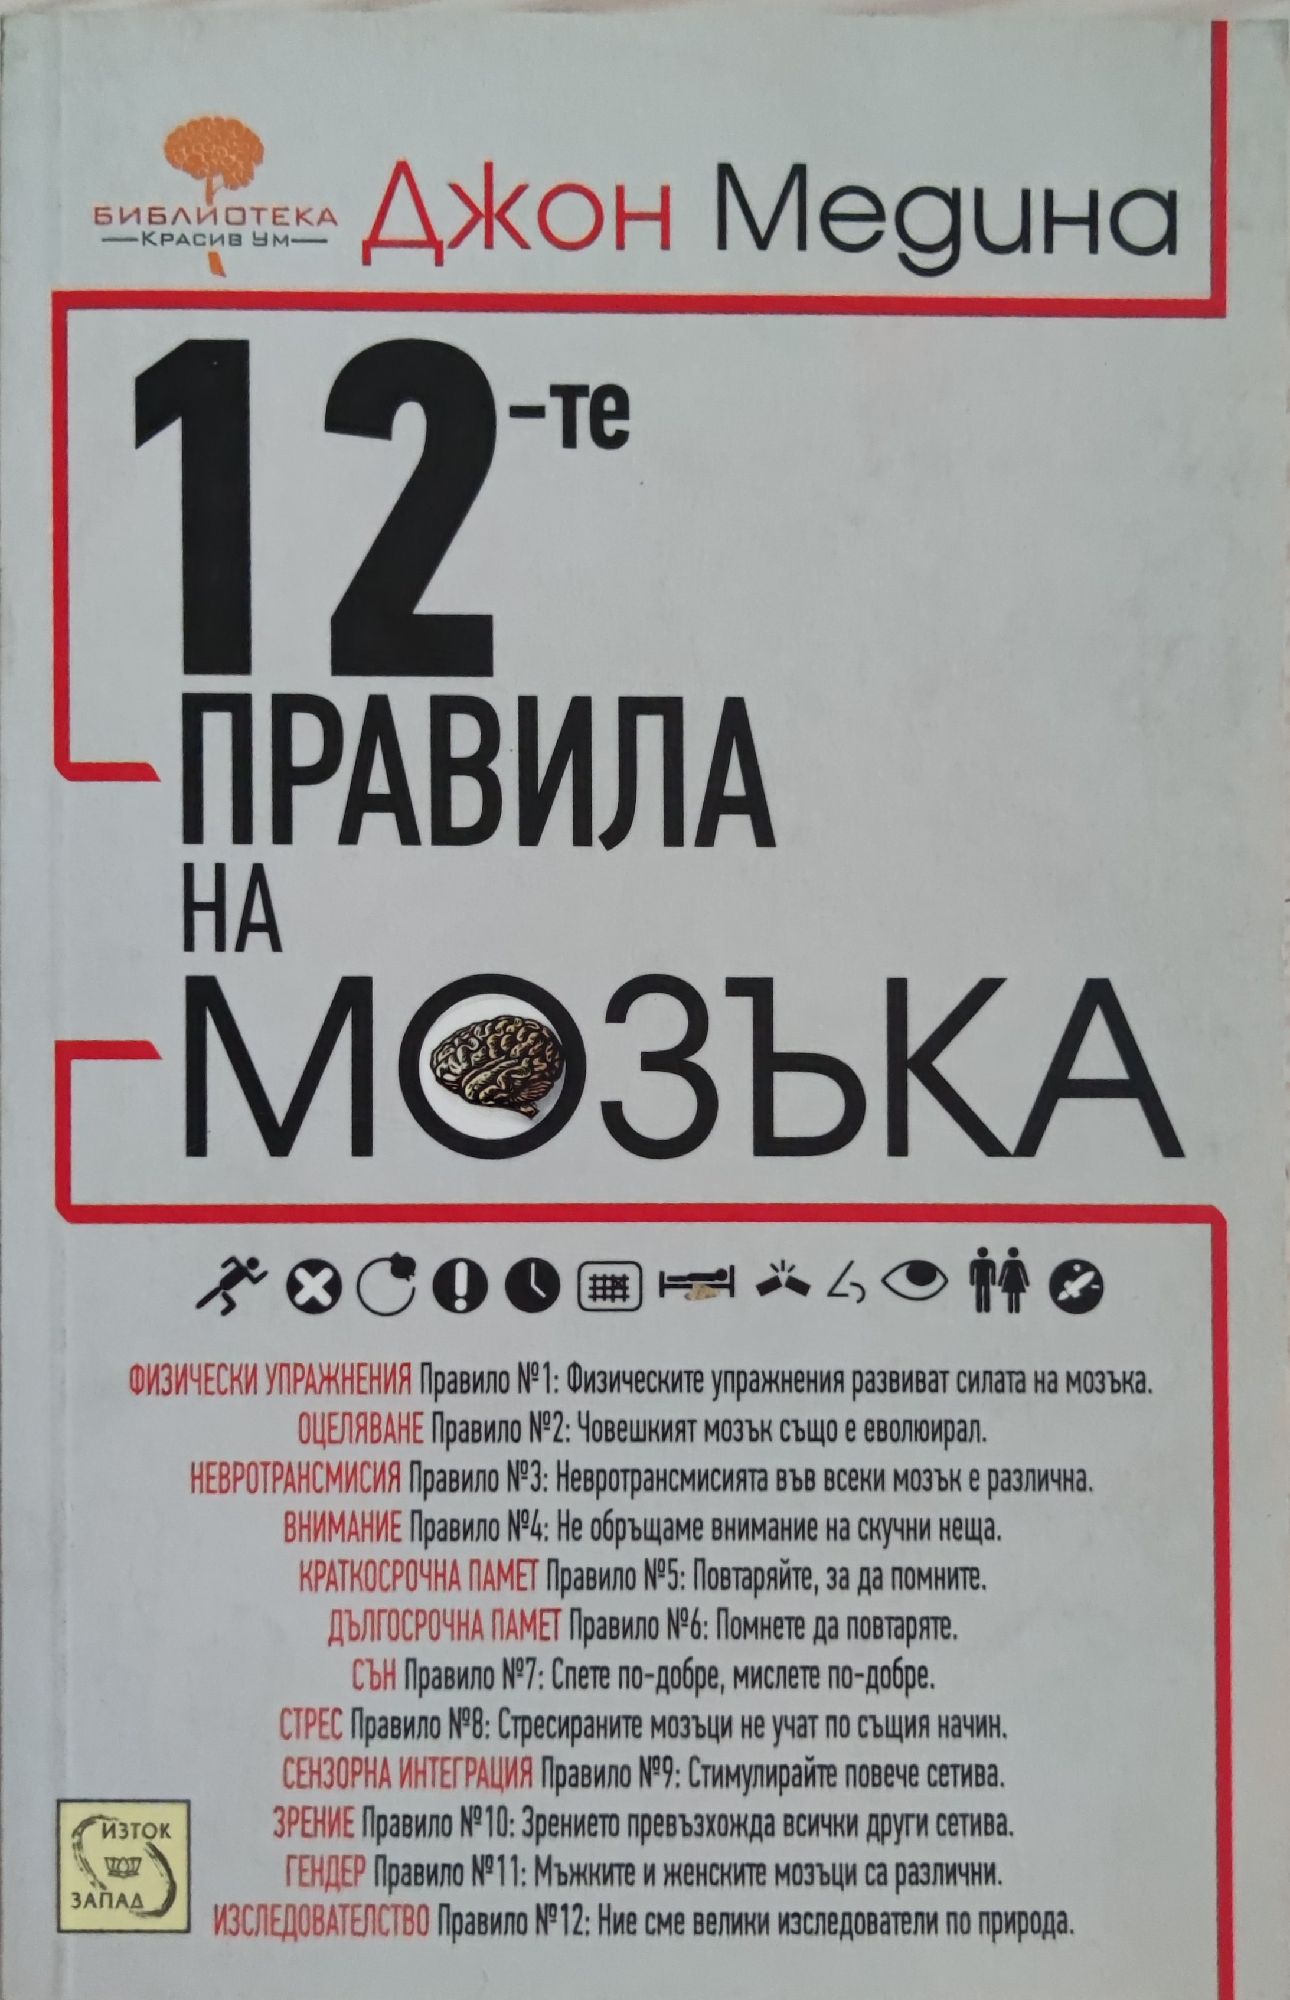 БИБЛИОТЕКА
КРАСИВ УМ
Джон Медина
12-те
ПРАВИЛА
НА
МОЗЪКА
ФИЗИЧЕСКИ УПРАЖНЕНИЯ Правило №1: Физическите упражнения развиват силата на мозъка.
ОЦЕЛЯВАНЕ Правило №2: Човешкият мозък също е еволюирал.
НЕВРОТРАНСМИСИЯ Правило №3: Невротрансмисията във всеки мозък е различна.
ВНИМАНИЕ Правило №4: Не обръщаме внимание на скучни неща.
КРАТКОСРОЧНА ПАМЕТ Правило №5: Повтаряйте, за да помните.
ДЪЛГОСРОЧНА ПАМЕТ Правило №6: Помнете да повтаряте.
СЪН Правило №7: Спете по-добре, мислете по-добре.
СТРЕС Правило №8: Стресираните мозъци не учат по същия начин.
СЕНЗОРНА ИНТЕГРАЦИЯ Правило №9: Стимулирайте повече сетива.
ЗРЕНИЕ Правило №10: Зрението превъзхожда всички други сетива.
ГЕНДЕР Правило №11: Мъжките и женските мозъци са различни.
ИЗСЛЕДОВАТЕЛСТВО Правило №12: Ние сме велики изследователи по природа.
ИЗТОК
ЗАПАД